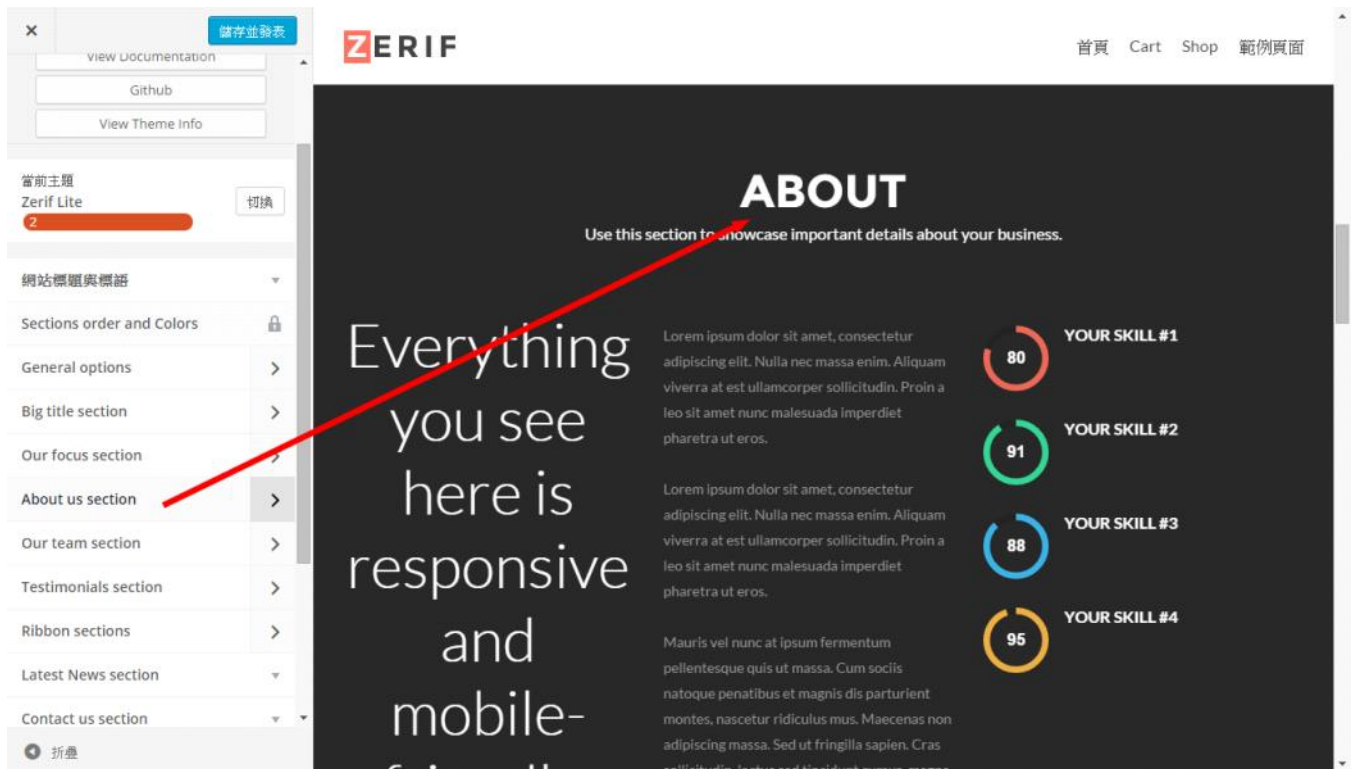 儲存並發表
View Documentation
Github
View Theme Info
當前主題
Zerif Lite
切換
2
網站標題與標語
Sections order and Colors
General options
Big title section
Our focus section
About us section
Our team section
Testimonials section
Ribbon sections
Latest News section
Contact us section
折疊
ZERIF
首頁 Cart Shop 範例頁面
ABOUT
Use this section to showcase important details about your business.
Everything
you see
here is
responsive
and
mobile-
Lorem ipsum dolor sit amet, consectetur
adipiscing elit. Nulla nec massa enim. Aliquam
viverra at est ullamcorper sollicitudin. Proin a
leo sit amet nunc malesuada imperdiet
pharetra ut eros.
Lorem ipsum dolor sit amet, consectetur
adipiscing elit. Nulla nec massa enim. Aliquam
viverra at est ullamcorper sollicitudin. Proin a
leo sit amet nunc malesuada imperdiet
pharetra ut eros.
Mauris vel nunc at ipsum fermentum
pellentesque quis ut massa. Cum sociis
natoque penatibus et magnis dis parturient
montes, nascetur ridiculus mus. Maecenas non
adipiscing massa. Sed ut fringilla sapien. Cras
80
YOUR SKILL #1
91
YOUR SKILL #2
88
YOUR SKILL #3
95
YOUR SKILL #4